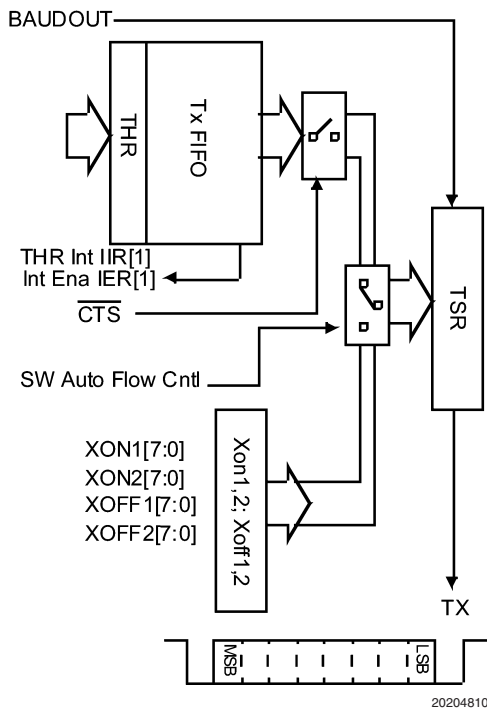 BAUDOUT
THR
Tx FIFO
THR Int IIR[1]
Int Ena IER[1]
CTS
TSR
SW Auto Flow Cntl
XON1[7:0]
XON2[7:0]
XOFF1[7:0]
XOFF2[7:0]
Xon1,2; Xoff1,2
TX
MSB
LSB
20204810